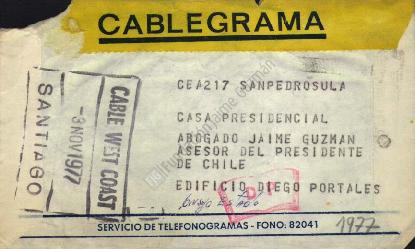 CABLEGRAMA
CEA217 SANPEDROSULA
CASA PRESIDENCIAL
ABOGADO JAIME GUZMAN
ASESOR DEL PRESIDENTE
DE CHILE
EDIFICIO DIEGO PORTALES
CABLE WEST COAST
-3 NOV 1977
SANTIAGO
SERVICIO DE TELEFONOGRAMAS - FONO: 82041
1977